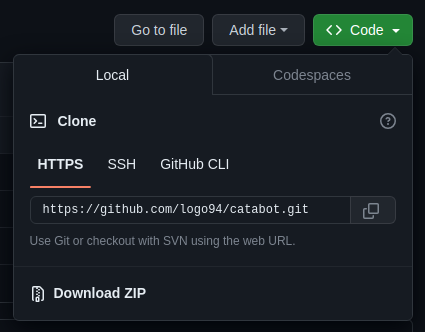 Go to file
Add file
Code
Local
Codespaces
Clone
HTTPS
SSH
GitHub CLI
https://github.com/logo94/catabot.git
Use Git or checkout with SVN using the web URL.
Download ZIP